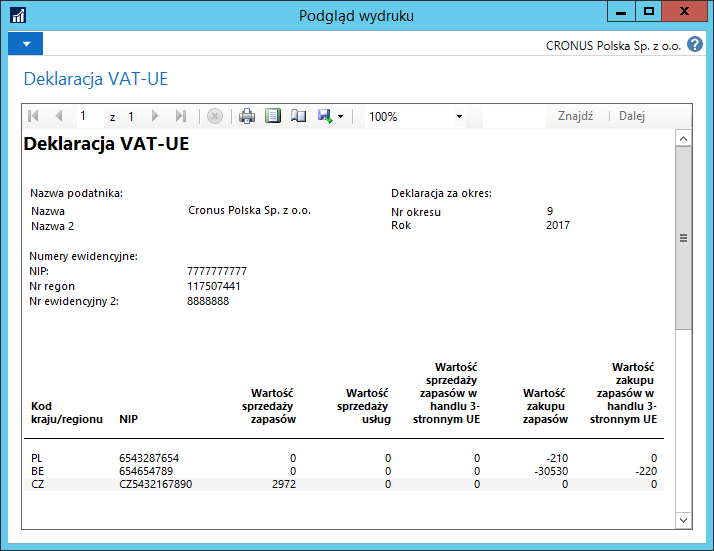 Podgląd wydruku
CRONUS Polska Sp. z o.o.
Deklaracja VAT-UE
1 z 1 100% Znajdź Dalej
Deklaracja VAT-UE
Nazwa podatnika: Deklaracja za okres:
Nazwa Cronus Polska Sp. z o.o. Nr okresu 9
Nazwa 2 Rok 2017
Numery ewidencyjne:
NIP: 7777777777
Nr regon 117507441
Nr ewidencyjny 2: 8888888
Wartość Wartość
sprzedaży zakupu
Wartość Wartość zapasów w Wartość zapasów w
Kod sprzedaży sprzedaży handlu 3- zakupu handlu 3-
kraju/regionu NIP zapasów usług stronnym UE zapasów stronnym UE
PL 6543287654 0 0 0 -210 0
BE 654654789 0 0 0 -30530 -220
CZ CZ5432167890 2972 0 0 0 0